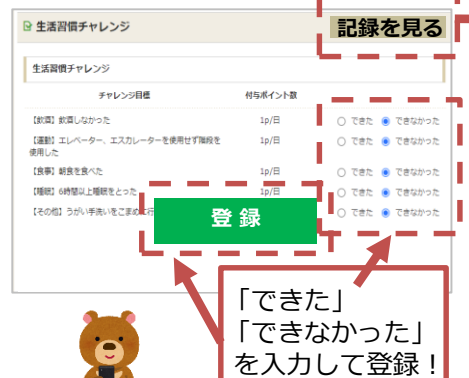 生活習慣チャレンジ
記録を見る
生活習慣チャレンジ
チャレンジ目標 付与ポイント数
【飲酒】飲酒しなかった 1p/日 できた できなかった
【運動】エレベーター、エスカレーターを使用せず階段を 1p/日 できた できなかった
使用した
【食事】朝食を食べた 1p/日 できた できなかった
【睡眠】6時間以上睡眠をとった 1p/日 できた できなかった
【その他】うがい手洗いをこまめに行 できた できなかった
登 録
「できた」
「できなかった」
を入力して登録！